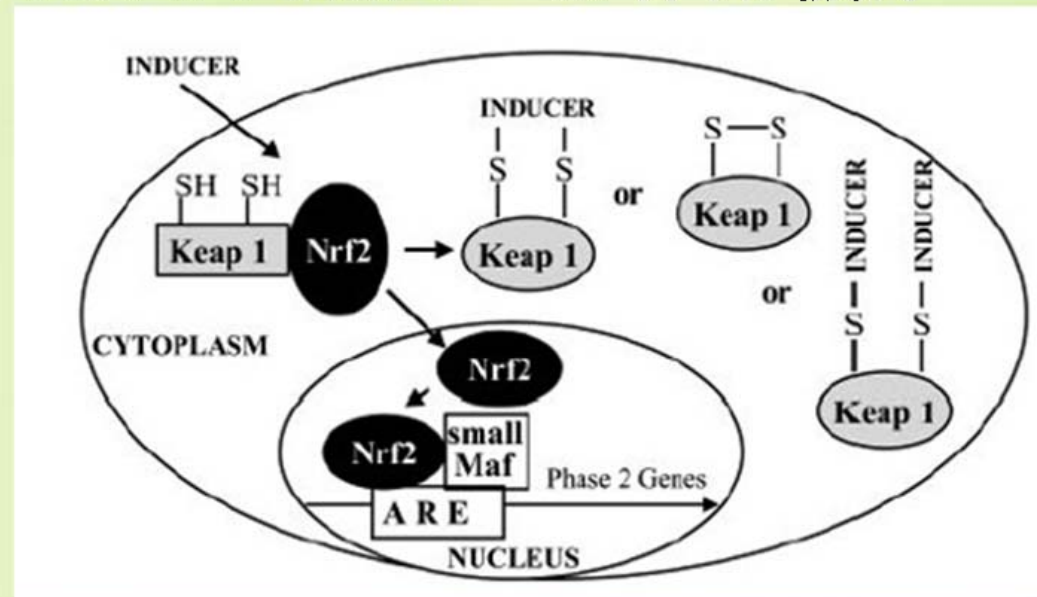 INDUCER
INDUCER
S—S
SH SH
S S
Keap 1
Nrf2
Keap 1
or
Keap 1
or
INDUCER
INDUCER
S
S
Keap 1
CYTOPLASM
Nrf2
Nrf2
small
Maf
Phase 2 Genes
ARE
NUCLEUS